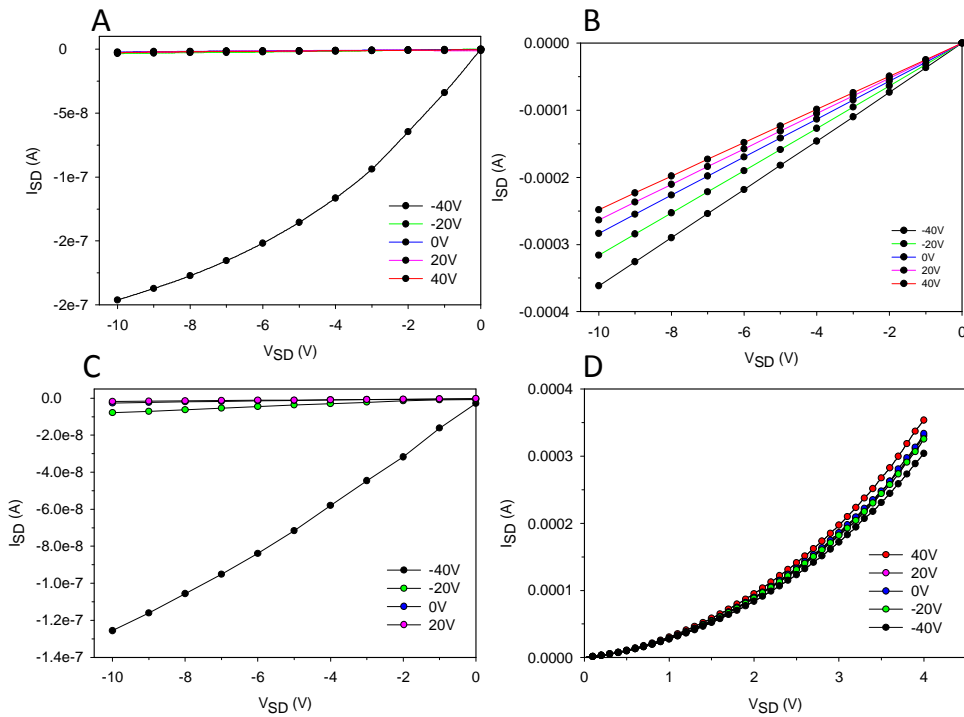 A
0
-5e-8
-1e-7
-2e-7
-2e-7
I_SD (A)
-40V
-20V
0V
20V
40V
-10 -8 -6 -4 -2 0
V_SD (V)
B
0.0000
-0.0001
-0.0002
-0.0003
-0.0004
I_SD (A)
-40V
-20V
0V
20V
40V
-10 -8 -6 -4 -2 0
V_SD (V)
C
0.0
-2.0e-8
-4.0e-8
-6.0e-8
-8.0e-8
-1.0e-7
-1.2e-7
-1.4e-7
I_SD (A)
-40V
-20V
0V
20V
-10 -8 -6 -4 -2 0
V_SD (V)
D
0.0004
0.0003
0.0002
0.0001
0.0000
I_SD (A)
40V
20V
0V
-20V
-40V
0 1 2 3 4
V_SD (V)